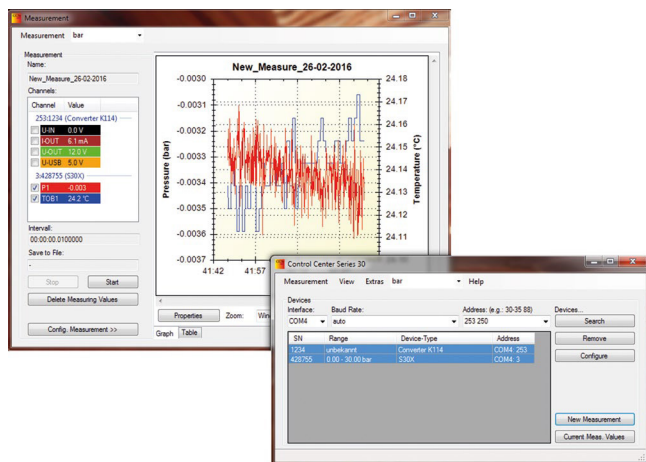 Measurement
Measurement bar
Measurement
Name:
New_Measure_26-02-2016
Channels:
Channel Value
253:1234 (Converter K114)
U-IN 0.0 V
I-OUT 6.1 mA
U-OUT 12.0 V
U-USB 5.0 V
3:428755 (S30X)
P1 -0.003
TOB1 24.2 °C
Intervall:
00:00:00.0100000
Save to File:
-
Stop Start
Delete Measuring Values
Config. Measurement >>
New_Measure_26-02-2016
Pressure (bar)
-0.0030
-0.0031
-0.0032
-0.0033
-0.0034
-0.0035
-0.0036
-0.0037
41:42 41:57
24.18
24.17
24.16
24.15
24.14
24.13
24.12
24.11
Temperature (°C)
Properties Zoom:
Graph Table
Control Center Series 30
Measurement View Extras bar Help
Devices
Interface: Baud Rate: Address: (e.g.: 30-35 88) Devices...
COM4 auto 253 250 Search
SN Range Device-Type Address Remove
1234 unbekannt Converter K114 COM4: 253
428755 0.00 - 30.00 bar S30X COM4: 3
Configure
New Measurement
Current Meas. Values